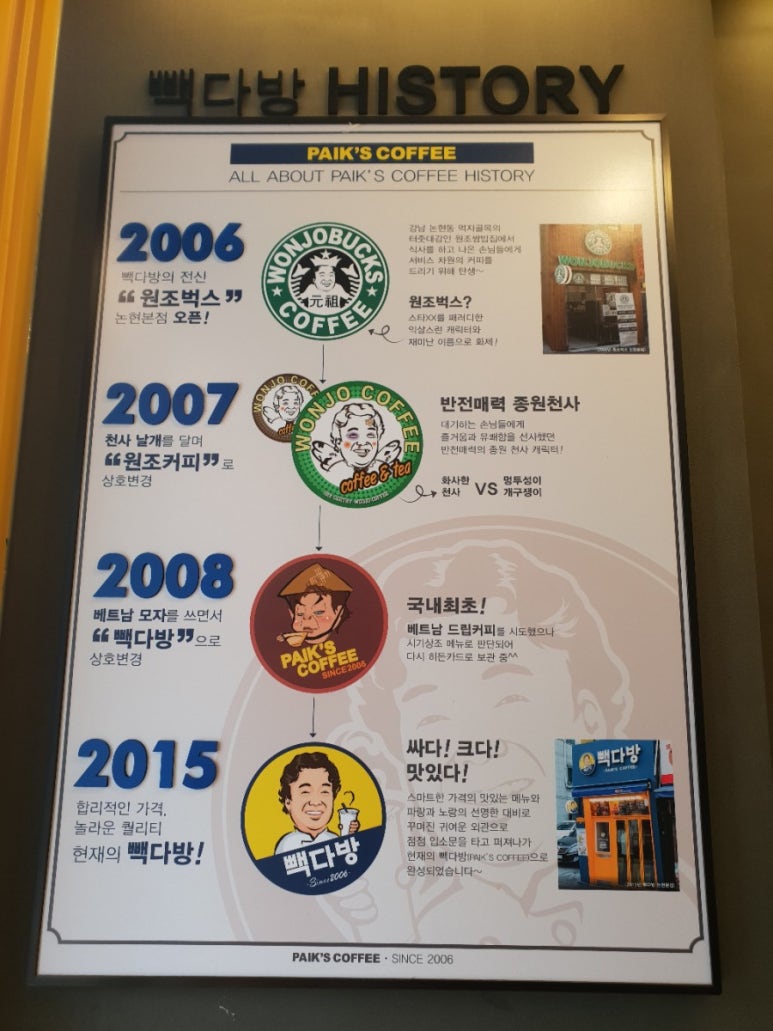 빽다방 HISTORY
PAIK'S COFFEE
ALL ABOUT PAIK'S COFFEE HISTORY
2006
빽다방의 전신
“원조벅스”
논현본점 오픈!
WONJOBUCKS
元祖
COFFEE
강남 논현동 먹자골목의
터줏대감인 원조쌈밥집에서
식사를 하고 나온 손님들에게
서비스 차원의 커피를
드리기 위해 탄생~
원조벅스?
스타XX를 패러디한
익살스런 캐릭터와
재미난 이름으로 화제!
WONJOBUCKS
2007
천사 날개를 달며
“원조커피”로
상호변경
WONJO COFFEE
coffee
WONJO COFFEE
coffee & tea
반전매력 종원천사
대기하는 손님들에게
즐거움과 유쾌함을 선사했던
반전매력의 종원 천사 캐릭터!
화사한
천사
VS
멍투성이
개구쟁이
2008
베트남 모자를 쓰면서
“빽다방”으로
상호변경
PAIK'S
COFFEE
SINCE2006
국내최초!
베트남 드립커피를 시도했으나
시기상조 메뉴로 판단되어
다시 히든카드로 보관 중^^
2015
합리적인 가격,
놀라운 퀄리티
현재의 빽다방!
빽다방
Since2006
싸다! 크다!
맛있다!
스마트한 가격의 맛있는 메뉴와
파랑과 노랑의 선명한 대비로
꾸며진 귀여운 외관으로
점점 입소문을 타고 퍼져나가
현재의 빽다방(PAIK'S COFFEE)으로
완성되었습니다~
빽다방
PAIK'S COFFEE
PAIK'S COFFEE · SINCE 2006